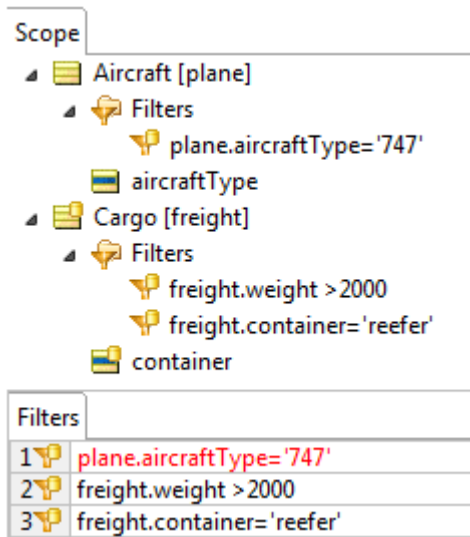 Scope
Aircraft [plane]
Filters
plane.aircraftType='747'
aircraftType
Cargo [freight]
Filters
freight.weight >2000
freight.container='reefer'
container
Filters
1 plane.aircraftType='747'
2 freight.weight >2000
3 freight.container='reefer'